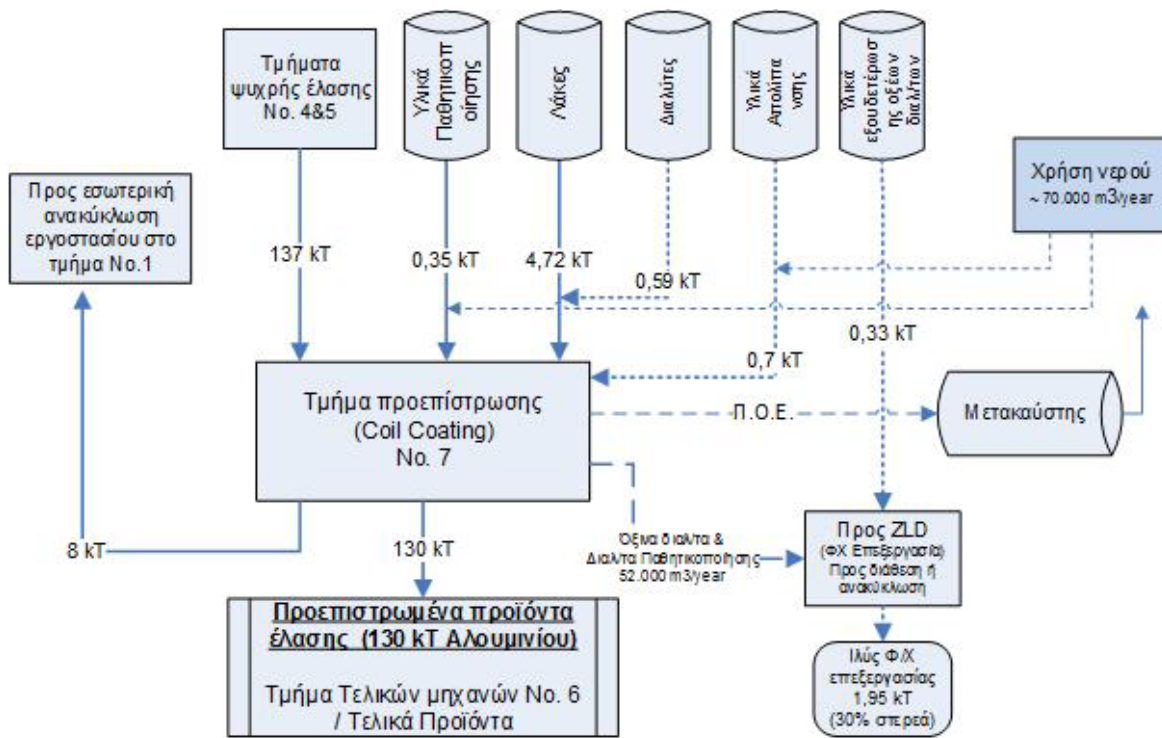 Τμήματα
ψυχρής έλασης
No. 4&5
Υλικά
Παθητικοπ
οίησης
Λάκες
Διαλύτες
Υλικά
Απολίπα
νσης
Υλικά
εξουδετέρωσ
ης οξέων
διαλ/των
Χρήση νερού
~ 70.000 m3/year
Προς εσωτερική
ανακύκλωση
εργοστασίου στο
τμήμα No.1
137 kT
0,35 kT
4,72 kT
0,59 kT
0,33 kT
0,7 kT
Τμήμα προεπίστρωσης
(Coil Coating)
No. 7
Π.Ο.Ε.
Μετακαύστης
8 kT
130 kT
Όξινα διαλ/τα &
Διαλ/τα Παθητικοποίησης
52.000 m3/year
Προς ZLD
(ΦΧ Επεξεργασία)
Προς διάθεση ή
ανακύκλωση
Προεπιστρωμένα προϊόντα
έλασης (130 kT Αλουμινίου)
Τμήμα Τελικών μηχανών No. 6
/ Τελικά Προϊόντα
Ιλύς Φ/Χ
επεξεργασίας
1,95 kT
(30% στερεά)